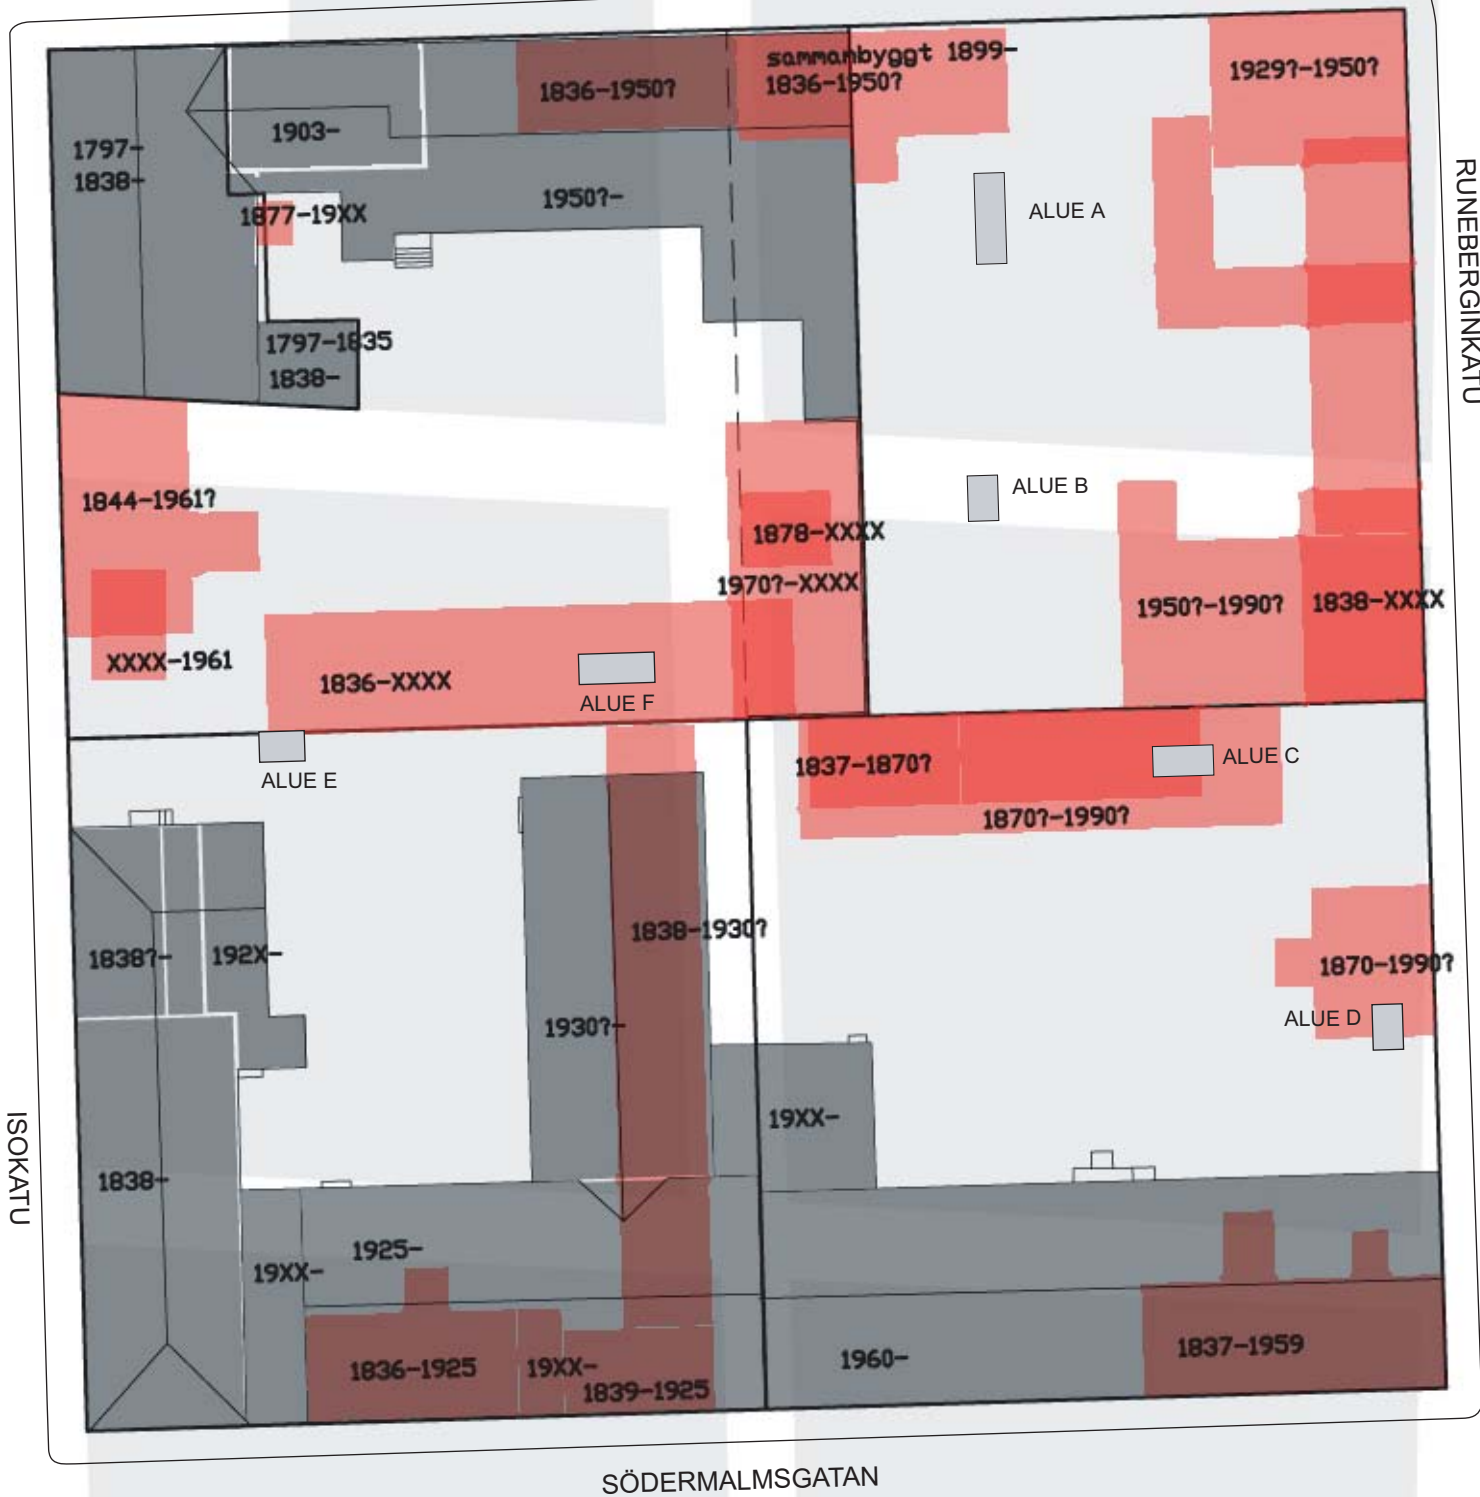 sammanbyggt 1899-
1836-1950?
1836-1950?
1929?-1950?
1903-
1797-
1838-
1950?-
1877-19XX
ALUE A
RUNEBERGINKATU
1797-1835
1838-
1844-1961?
ALUE B
1878-XXXX
1970?-XXXX
1950?-1990?
1838-XXXX
XXXX-1961
1836-XXXX
ALUE F
ALUE E
1837-1870?
ALUE C
1870?-1990?
1838?-
192X-
1838-1930?
1870-1990?
1930?-
ALUE D
19XX-
ISOKATU
1838-
1925-
19XX-
1836-1925
19XX-
1839-1925
1960-
1837-1959
SÖDERMALMSGATAN